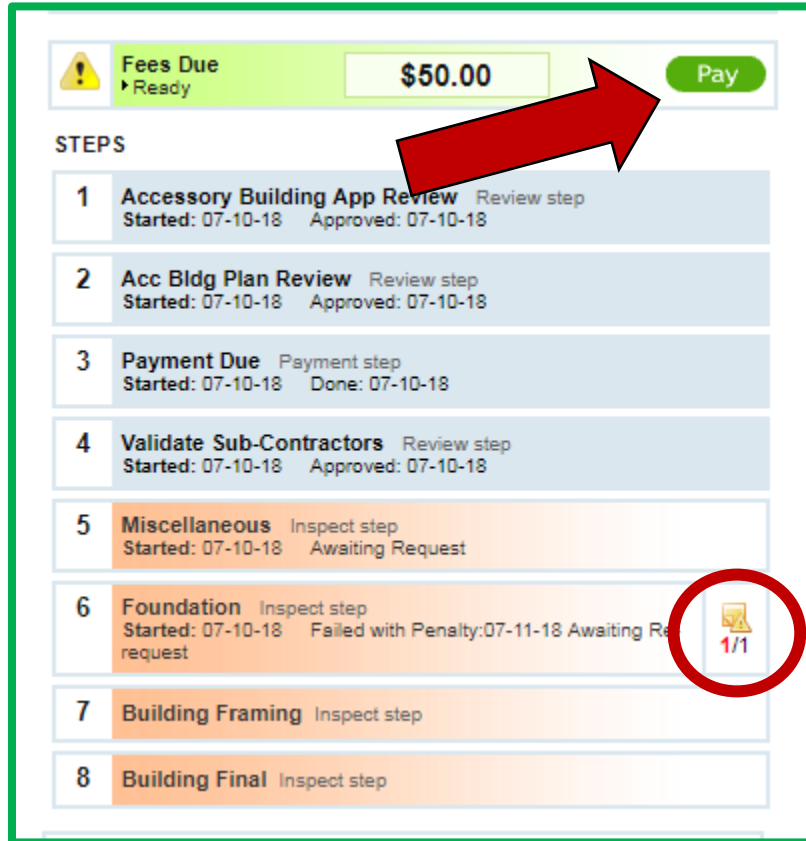 Fees Due
Ready
$50.00
Pay
STEPS
1 Accessory Building App Review Review step
Started: 07-10-18 Approved: 07-10-18
2 Acc Bldg Plan Review Review step
Started: 07-10-18 Approved: 07-10-18
3 Payment Due Payment step
Started: 07-10-18 Done: 07-10-18
4 Validate Sub-Contractors Review step
Started: 07-10-18 Approved: 07-10-18
5 Miscellaneous Inspect step
Started: 07-10-18 Awaiting Request
6 Foundation Inspect step
Started: 07-10-18 Failed with Penalty:07-11-18 Awaiting
request
1/1
7 Building Framing Inspect step
8 Building Final Inspect step